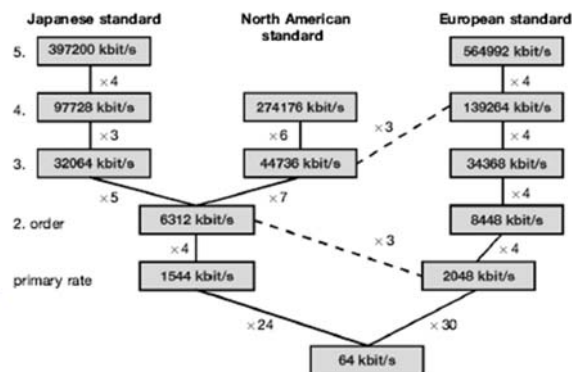 Japanese standard North American standard European standard
5. 397200 kbit/s 564992 kbit/s
×4 ×4
4. 97728 kbit/s 274176 kbit/s 139264 kbit/s
×3 ×6 ×3 ×4
3. 32064 kbit/s 44736 kbit/s 34368 kbit/s
×5 ×7 ×4
2. order 6312 kbit/s 8448 kbit/s
×4 ×3 ×4
primary rate 1544 kbit/s 2048 kbit/s
×24 ×30
64 kbit/s